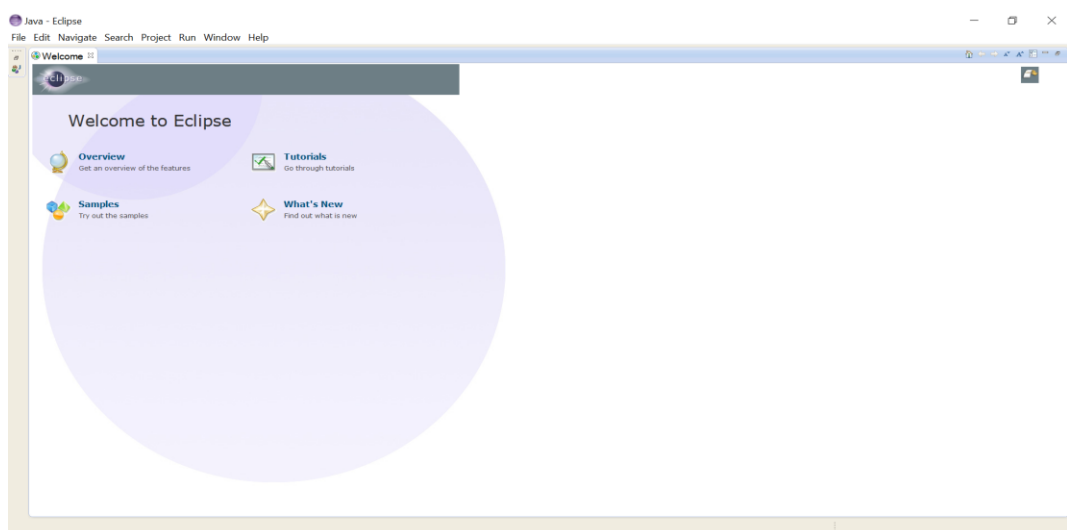 Java - Eclipse
File Edit Navigate Search Project Run Window Help
Welcome
eclipse
Welcome to Eclipse
Overview
Get an overview of the features
Tutorials
Go through tutorials
Samples
Try out the samples
What's New
Find out what is new